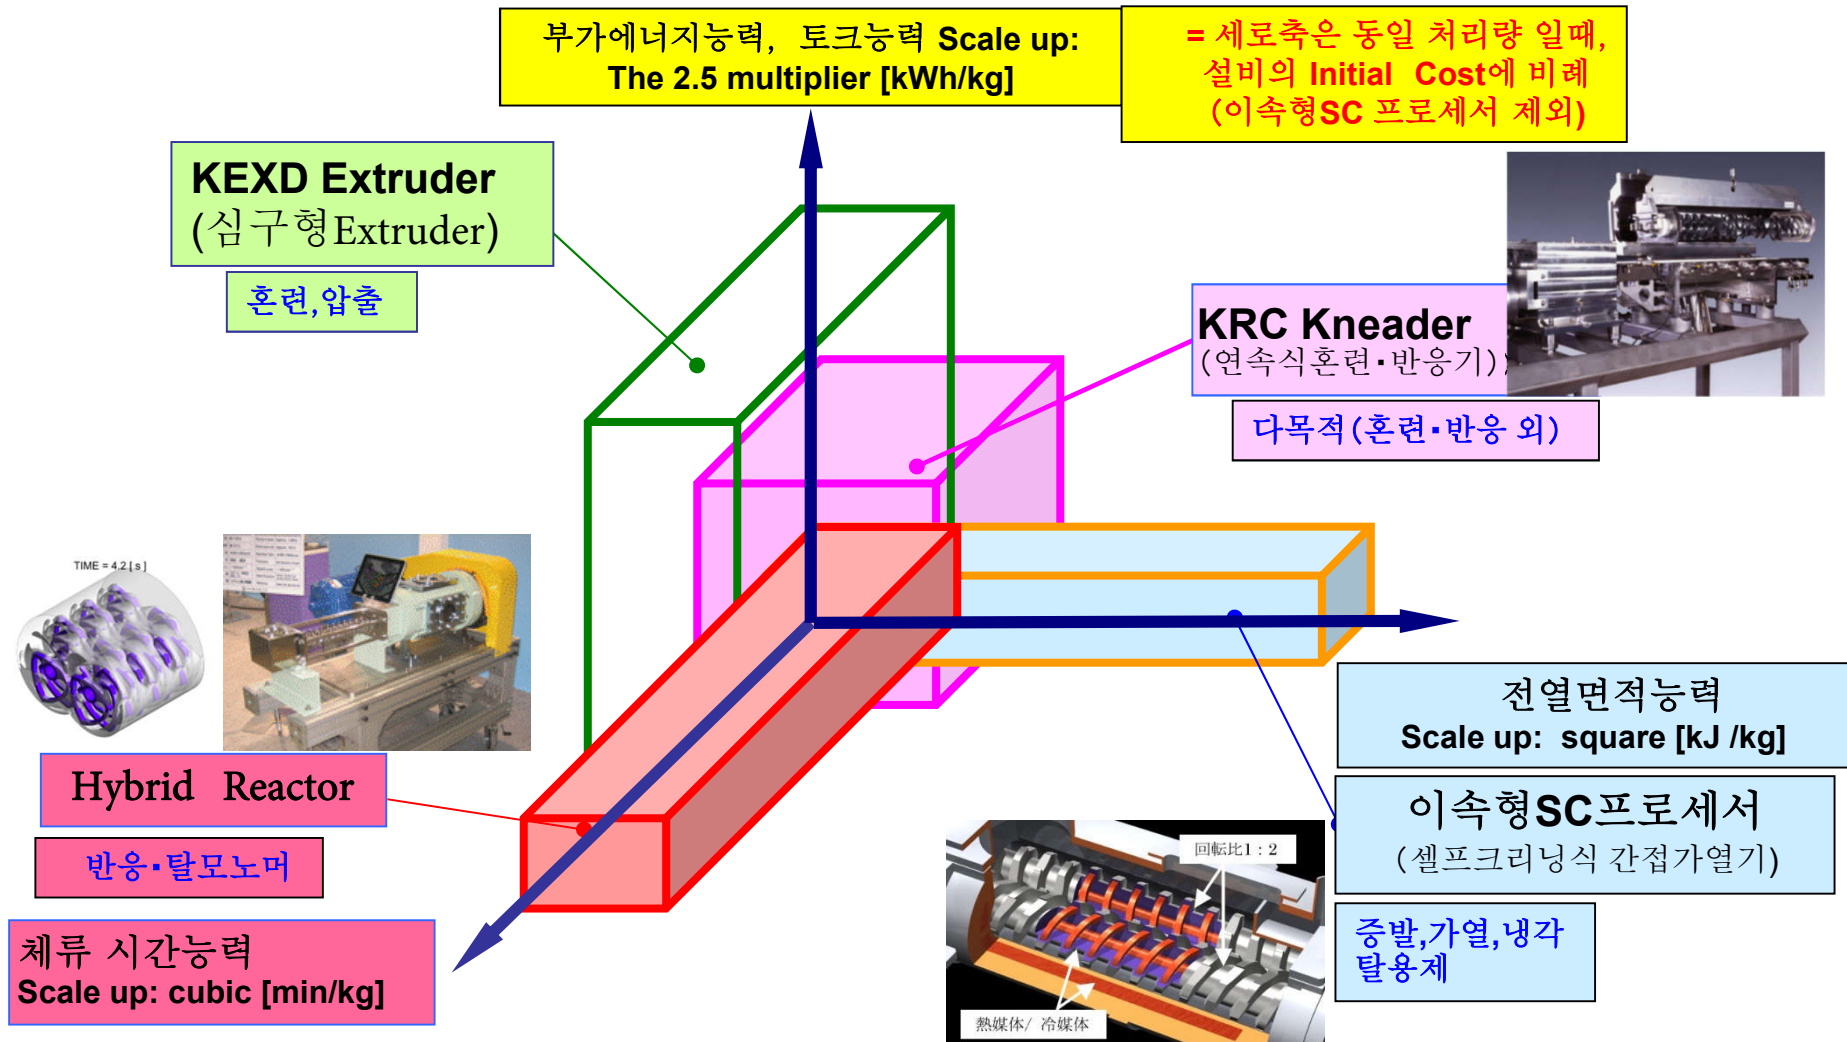 부가에너지능력, 토크능력 Scale up:
The 2.5 multiplier [kWh/kg]
= 세로축은 동일 처리량 일때,
설비의 Initial Cost에 비례
(이속형SC 프로세서 제외)
KEXD Extruder
(심구형Extruder)
혼련,압출
KRC Kneader
(연속식혼련▪반응기)
다목적(혼련▪반응 외)
TIME = 4.2 [ s ]
Hybrid Reactor
반응▪탈모노머
체류 시간능력
Scale up: cubic [min/kg]
전열면적능력
Scale up: square [kJ /kg]
이속형SC프로세서
(셀프크리닝식 간접가열기)
증발,가열,냉각
탈용제
回転比1：2
熱媒体/ 冷媒体